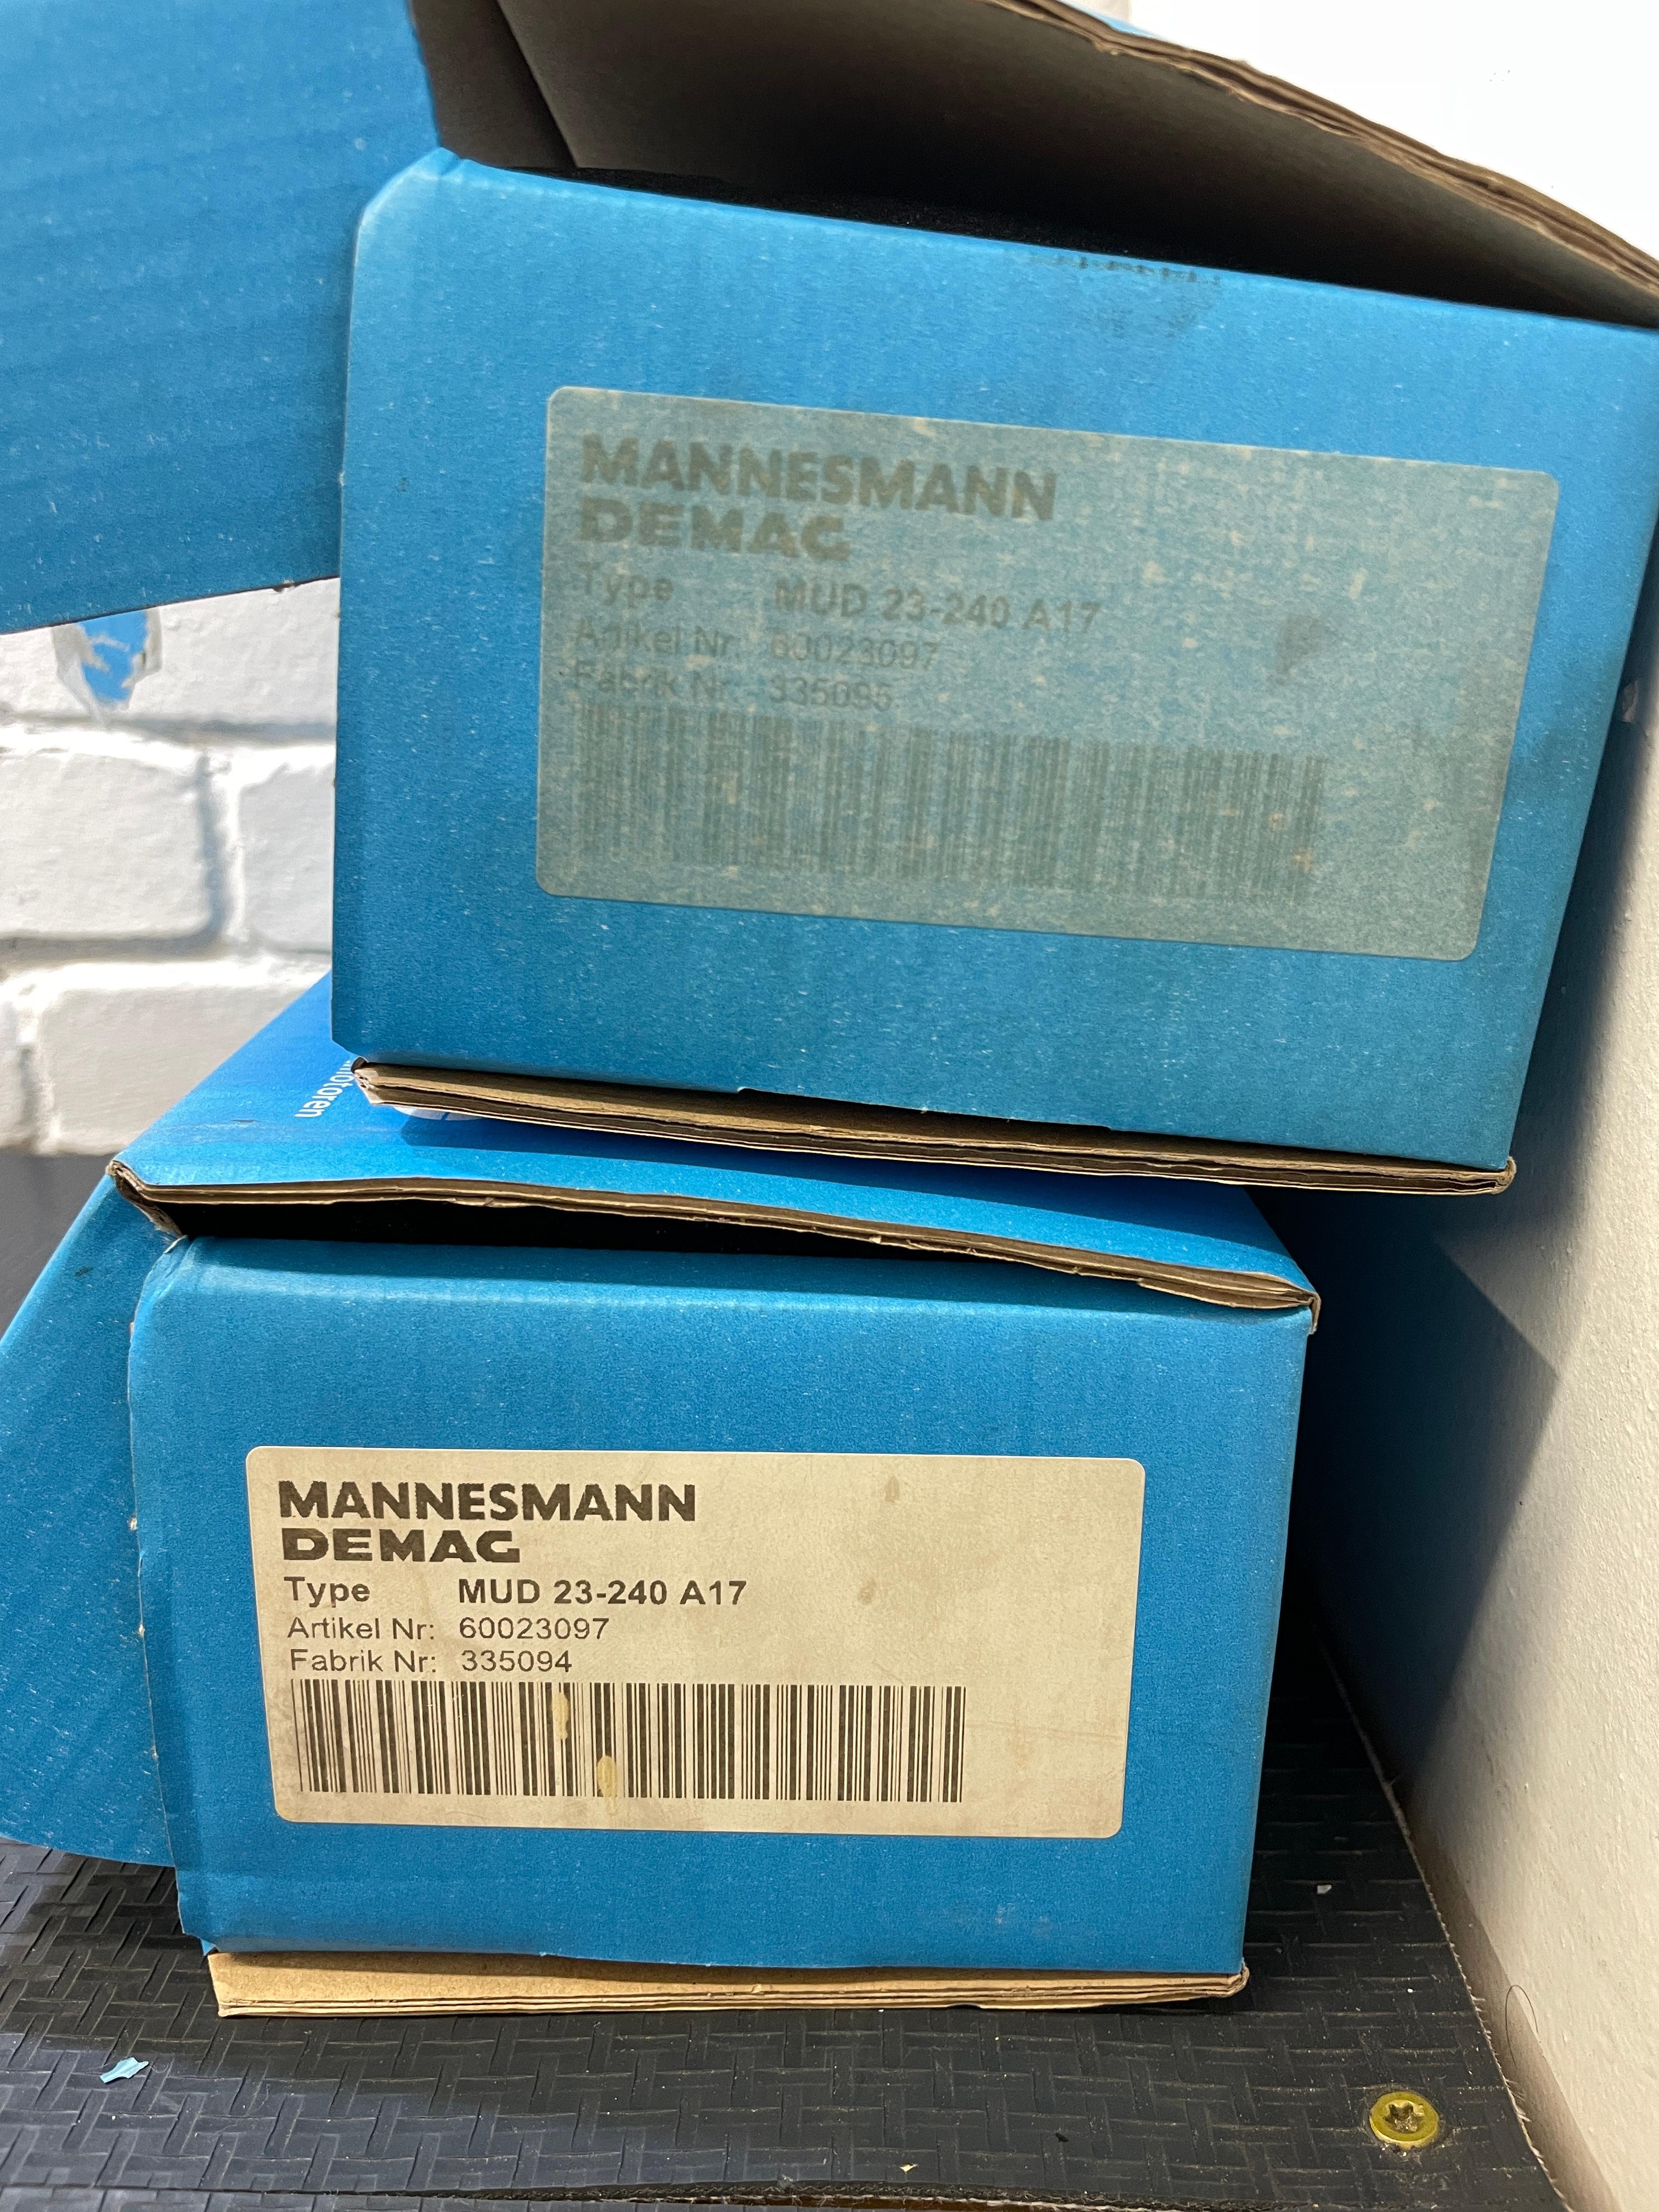 MANNESMANN
DEMAG
Type MUD 23-240 A17
Artikel Nr: 60023097
Fabrik Nr: 335095
MANNESMANN
DEMAG
Type MUD 23-240 A17
Artikel Nr: 60023097
Fabrik Nr: 335094